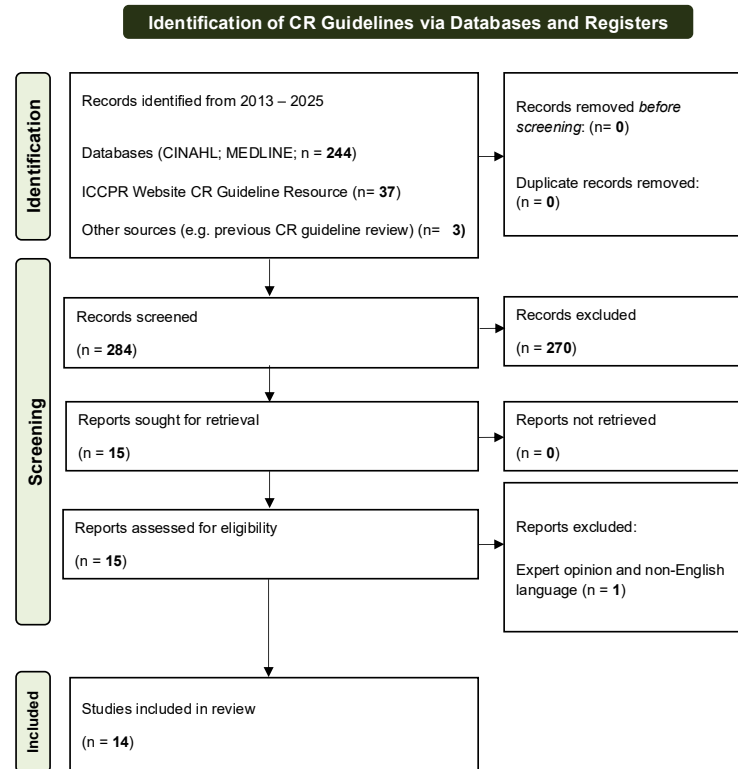 Identification of CR Guidelines via Databases and Registers
Identification
Records identified from 2013 – 2025
Databases (CINAHL; MEDLINE; n = 244)
ICCPR Website CR Guideline Resource (n= 37)
Other sources (e.g. previous CR guideline review) (n= 3)
Records removed before
screening: (n= 0)
Duplicate records removed:
(n = 0)
Screening
Records screened
(n = 284)
Records excluded
(n = 270)
Reports sought for retrieval
(n = 15)
Reports not retrieved
(n = 0)
Reports assessed for eligibility
(n = 15)
Reports excluded:
Expert opinion and non-English
language (n = 1)
Included
Studies included in review
(n = 14)